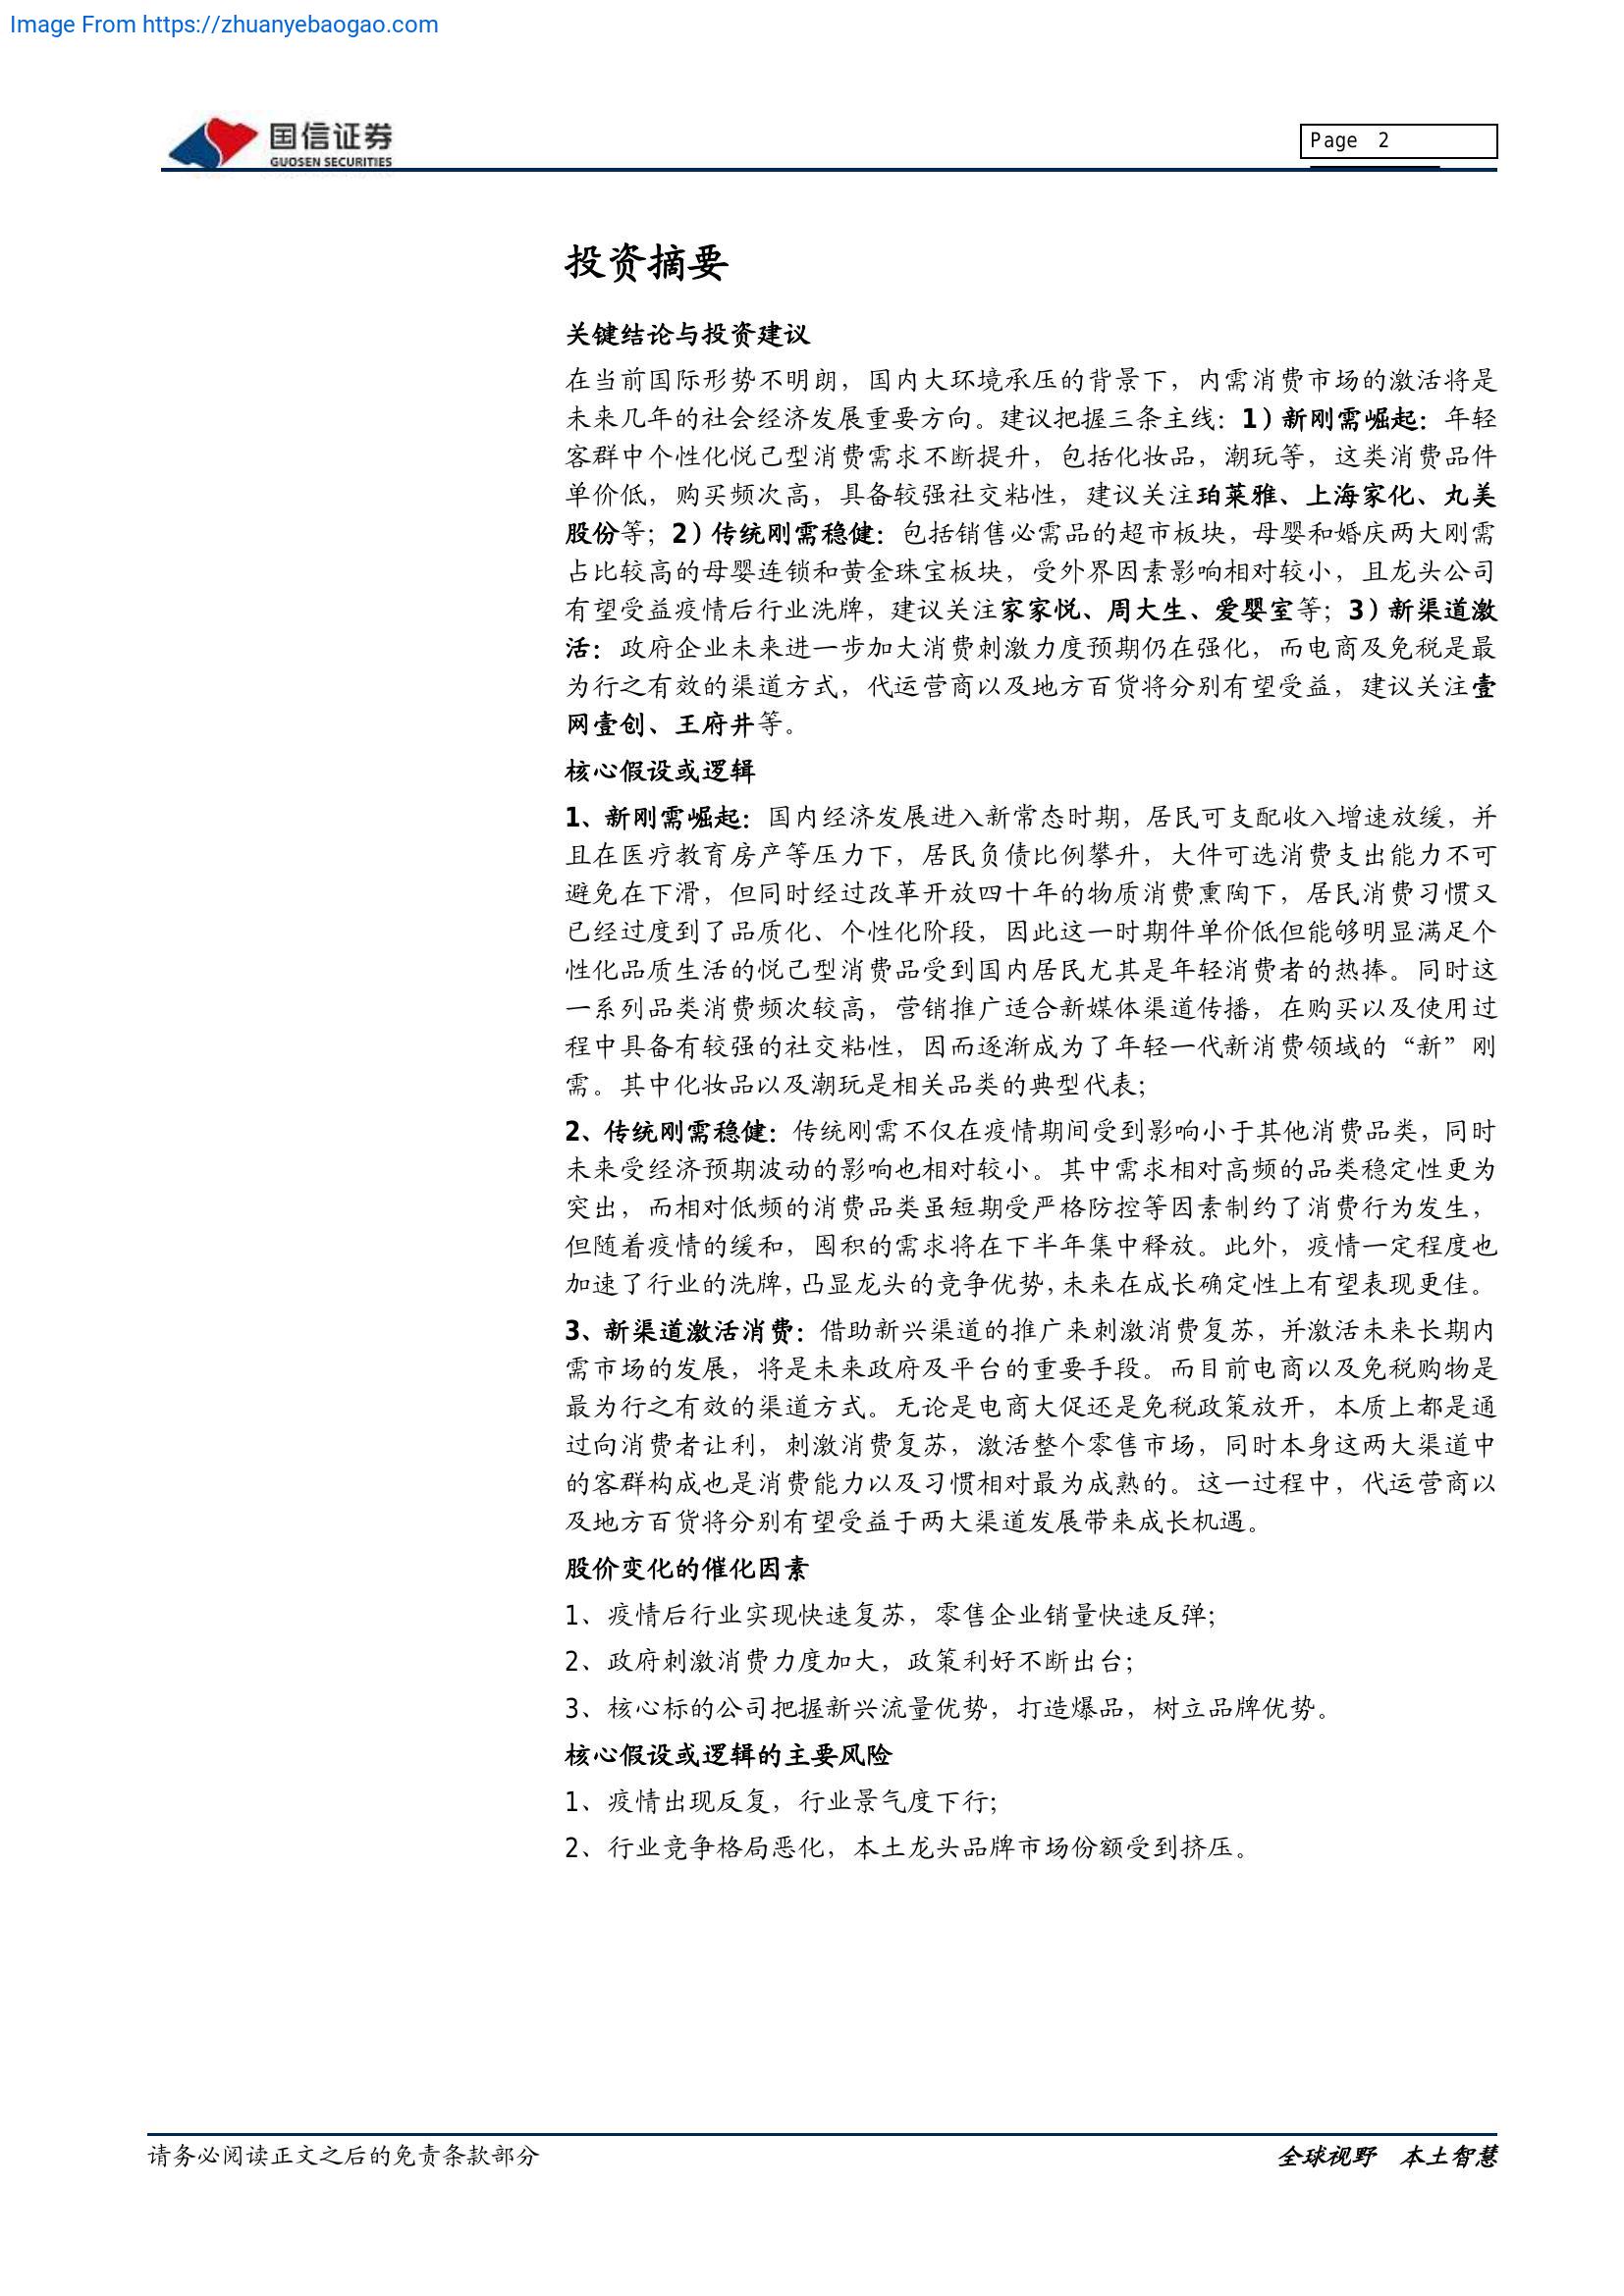 Image From https://zhuanyebaogao.com
国信证券
GUOSEN SECURITIES
Page 2
投资摘要
关键结论与投资建议
在当前国际形势不明朗，国内大环境承压的背景下，内需消费市场的激活将是
未来几年的社会经济发展重要方向。建议把握三条主线：1）新刚需崛起：年轻
客群中个性化悦己型消费需求不断提升，包括化妆品，潮玩等，这类消费品件
单价低，购买频次高，具备较强社交粘性，建议关注珀莱雅、上海家化、丸美
股份等；2）传统刚需稳健：包括销售必需品的超市板块，母婴和婚庆两大刚需
占比较高的母婴连锁和黄金珠宝板块，受外界因素影响相对较小，且龙头公司
有望受益疫情后行业洗牌，建议关注家家悦、周大生、爱婴室等；3）新渠道激
活：政府企业未来进一步加大消费刺激力度预期仍在强化，而电商及免税是最
为行之有效的渠道方式，代运营商以及地方百货将分别有望受益，建议关注壹
网壹创、王府井等。
核心假设或逻辑
1、新刚需崛起：国内经济发展进入新常态时期，居民可支配收入增速放缓，并
且在医疗教育房产等压力下，居民负债比例攀升，大件可选消费支出能力不可
避免在下滑，但同时经过改革开放四十年的物质消费熏陶下，居民消费习惯又
已经过度到了品质化、个性化阶段，因此这一时期件单价低但能够明显满足个
性化品质生活的悦己型消费品受到国内居民尤其是年轻消费者的热捧。同时这
一系列品类消费频次较高，营销推广适合新媒体渠道传播，在购买以及使用过
程中具备有较强的社交粘性，因而逐渐成为了年轻一代新消费领域的“新”刚
需。其中化妆品以及潮玩是相关品类的典型代表；
2、传统刚需稳健：传统刚需不仅在疫情期间受到影响小于其他消费品类，同时
未来受经济预期波动的影响也相对较小。其中需求相对高频的品类稳定性更为
突出，而相对低频的消费品类虽短期受严格防控等因素制约了消费行为发生，
但随着疫情的缓和，囤积的需求将在下半年集中释放。此外，疫情一定程度也
加速了行业的洗牌，凸显龙头的竞争优势，未来在成长确定性上有望表现更佳。
3、新渠道激活消费：借助新兴渠道的推广来刺激消费复苏，并激活未来长期内
需市场的发展，将是未来政府及平台的重要手段。而目前电商以及免税购物是
最为行之有效的渠道方式。无论是电商大促还是免税政策放开，本质上都是通
过向消费者让利，刺激消费复苏，激活整个零售市场，同时本身这两大渠道中
的客群构成也是消费能力以及习惯相对最为成熟的。这一过程中，代运营商以
及地方百货将分别有望受益于两大渠道发展带来成长机遇。
股价变化的催化因素
1、疫情后行业实现快速复苏，零售企业销量快速反弹；
2、政府刺激消费力度加大，政策利好不断出台；
3、核心标的公司把握新兴流量优势，打造爆品，树立品牌优势。
核心假设或逻辑的主要风险
1、疫情出现反复，行业景气度下行；
2、行业竞争格局恶化，本土龙头品牌市场份额受到挤压。
请务必阅读正文之后的免责条款部分
全球视野 本土智慧